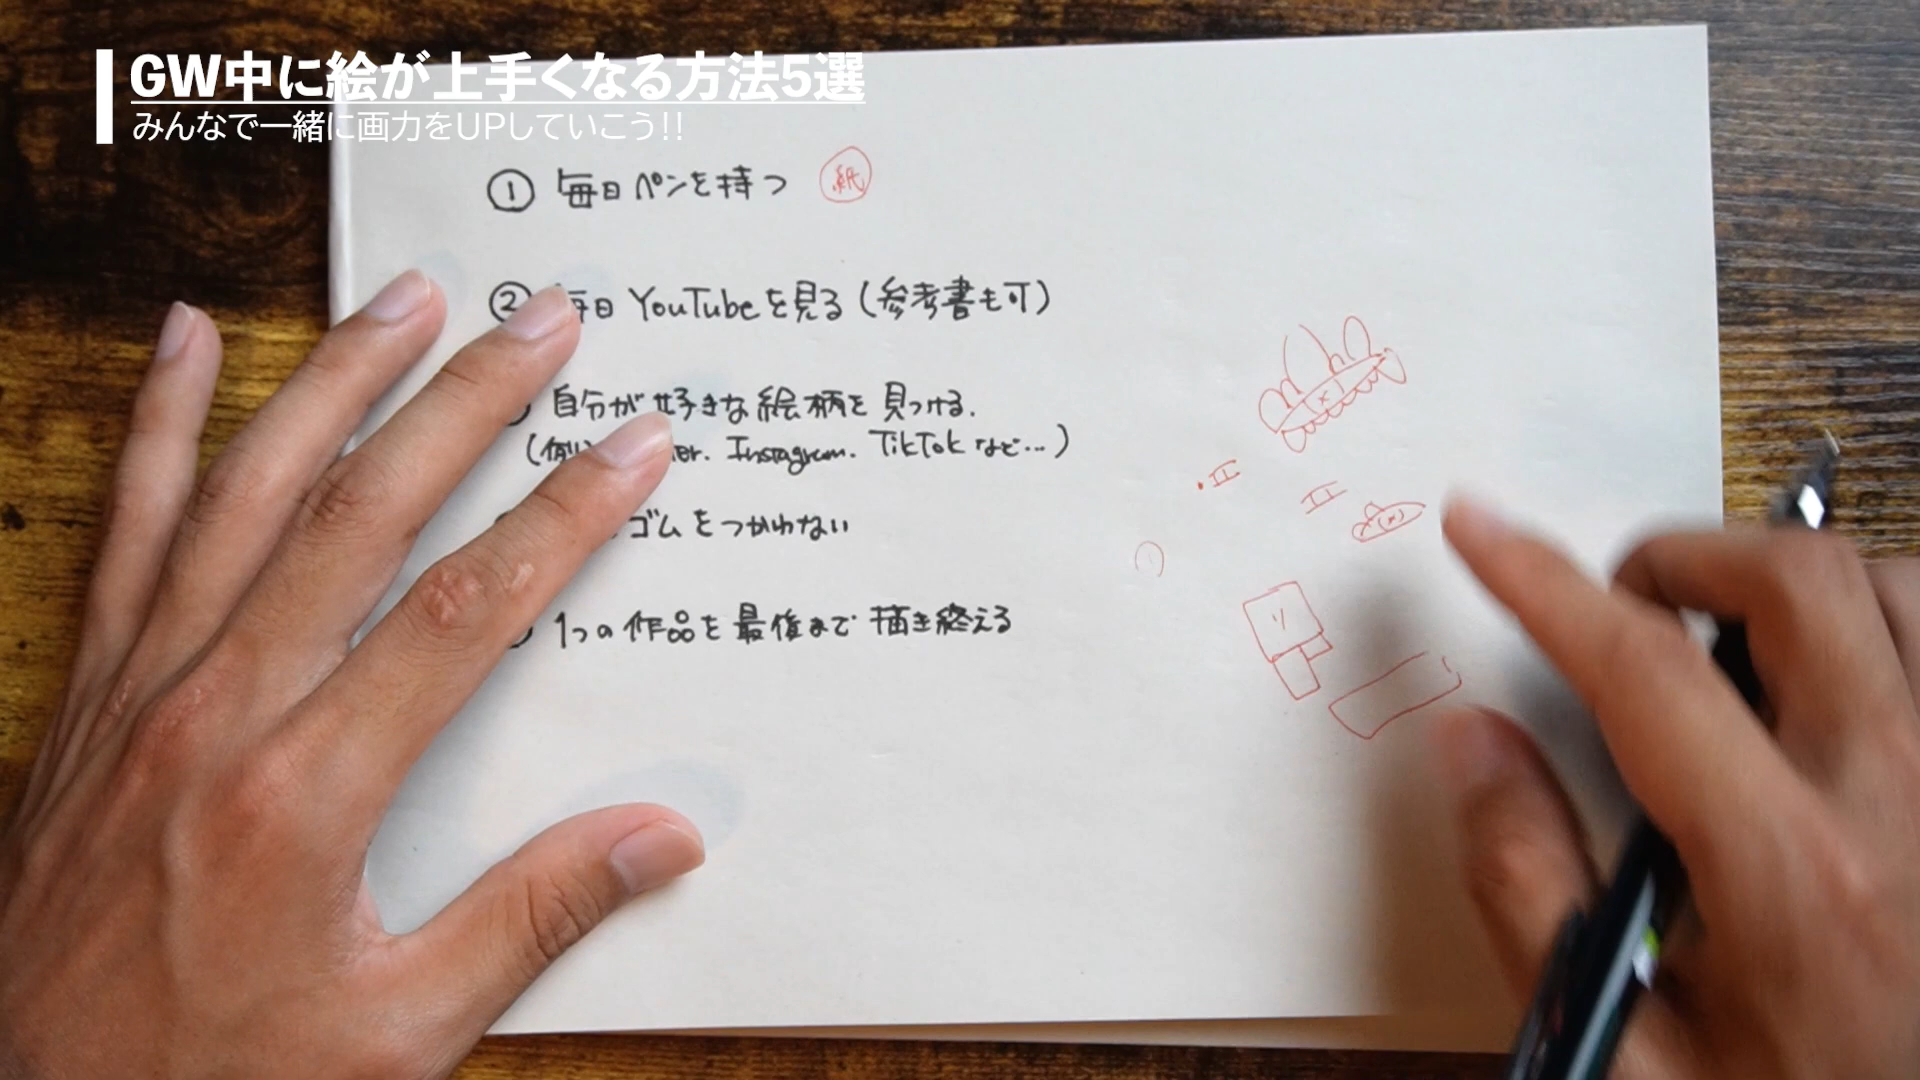 GW中に絵が上手くなる方法5選
みんなで一緒に画力をUPしていこう!!
① 毎日ペンを持つ 紙
② 毎日 YouTubeを見る(参考書も可)
自分が好きな絵柄を見つける.
(例) Instagram. TikTok など…)
ゴムをつかわない
1つの作品を最後まで描き終える